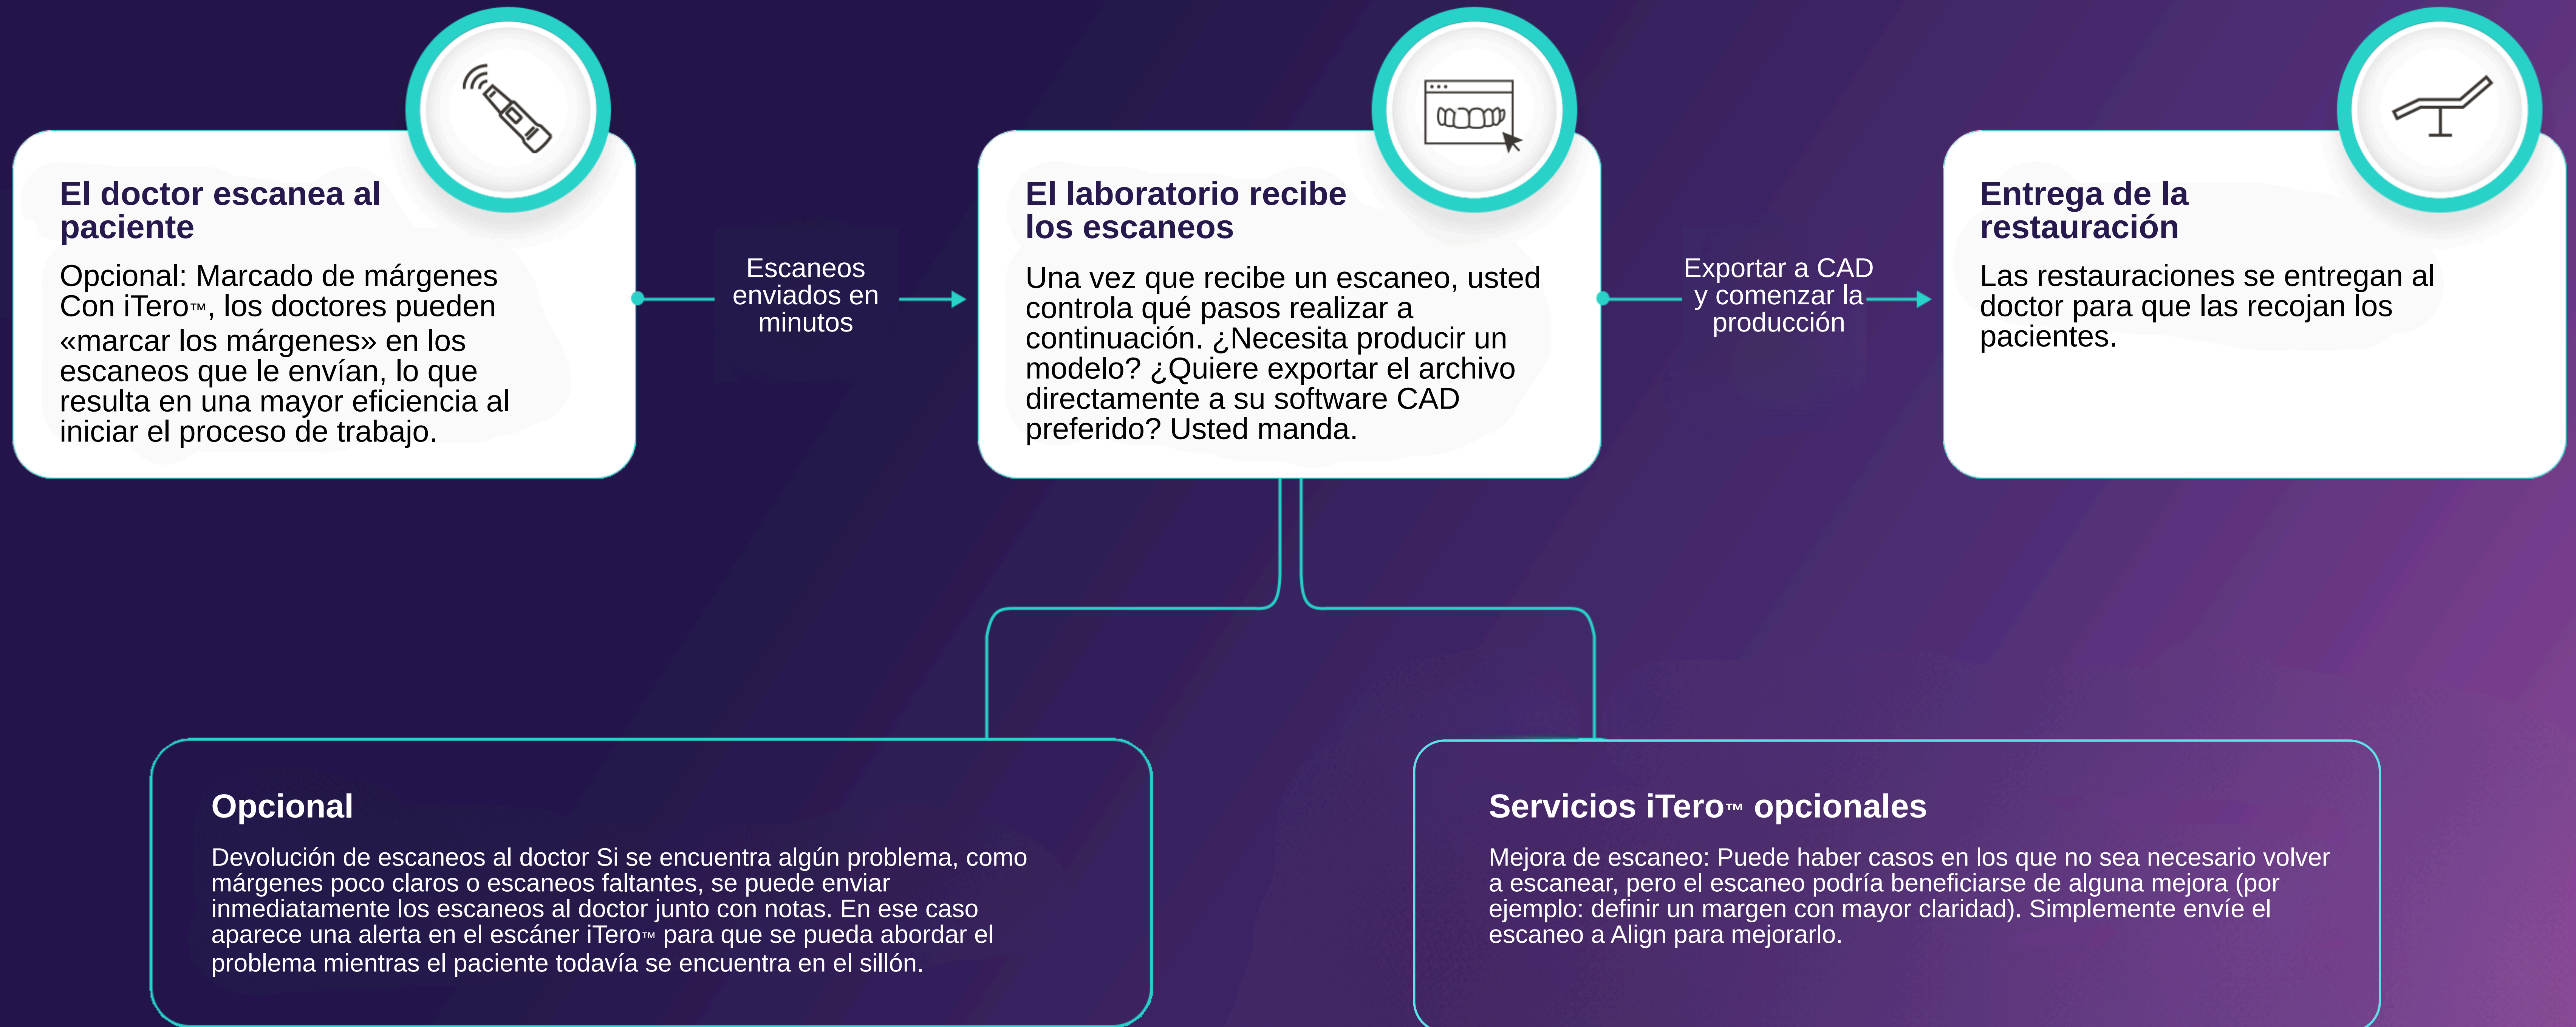 El doctor escanea al
paciente
Opcional: Marcado de márgenes
Con iTero™, los doctores pueden
«marcar los márgenes» en los
escaneos que le envían, lo que
resulta en una mayor eficiencia al
iniciar el proceso de trabajo.
Escaneos
enviados en
minutos
El laboratorio recibe
los escaneos
Una vez que recibe un escaneo, usted
controla qué pasos realizar a
continuación. ¿Necesita producir un
modelo? ¿Quiere exportar el archivo
directamente a su software CAD
preferido? Usted manda.
Exportar a CAD
y comenzar la
producción
Entrega de la
restauración
Las restauraciones se entregan al
doctor para que las recojan los
pacientes.
Opcional
Devolución de escaneos al doctor Si se encuentra algún problema, como
márgenes poco claros o escaneos faltantes, se puede enviar
inmediatamente los escaneos al doctor junto con notas. En ese caso
aparece una alerta en el escáner iTero™ para que se pueda abordar el
problema mientras el paciente todavía se encuentra en el sillón.
Servicios iTero™ opcionales
Mejora de escaneo: Puede haber casos en los que no sea necesario volver
a escanear, pero el escaneo podría beneficiarse de alguna mejora (por
ejemplo: definir un margen con mayor claridad). Simplemente envíe el
escaneo a Align para mejorarlo.